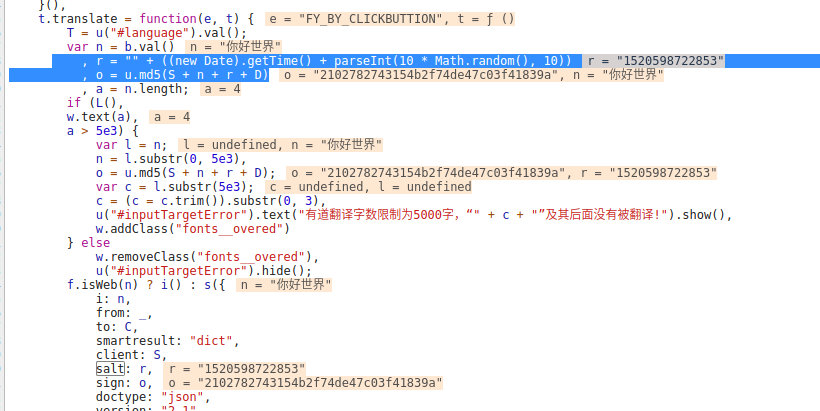 }(),
t.translate = function(e, t) { e = "FY_BY_CLICKBUTTION", t = ƒ ()
T = u("#language").val();
var n = b.val() n = "你好世界"
, r = "" + ((new Date).getTime() + parseInt(10 * Math.random(), 10)) r = "1520598722853"
, o = u.md5(S + n + r + D) o = "2102782743154b2f74de47c03f41839a", n = "你好世界"
, a = n.length; a = 4
if (L(),
w.text(a), a = 4
a > 5e3) {
var l = n; l = undefined, n = "你好世界"
n = l.substr(0, 5e3),
o = u.md5(S + n + r + D); o = "2102782743154b2f74de47c03f41839a", r = "1520598722853"
var c = l.substr(5e3); c = undefined, l = undefined
c = (c = c.trim()).substr(0, 3),
u("#inputTargetError").text("有道翻译字数限制为5000字，“" + c + "”及其后面没有被翻译!").show(),
w.addClass("fonts__overed")
} else
w.removeClass("fonts__overed"),
u("#inputTargetError").hide();
f.isWeb(n) ? i() : s({ n = "你好世界"
i: n,
from: _,
to: C,
smartresult: "dict",
client: S,
salt: r, r = "1520598722853"
sign: o, o = "2102782743154b2f74de47c03f41839a"
doctype: "json",
version: "2.1"